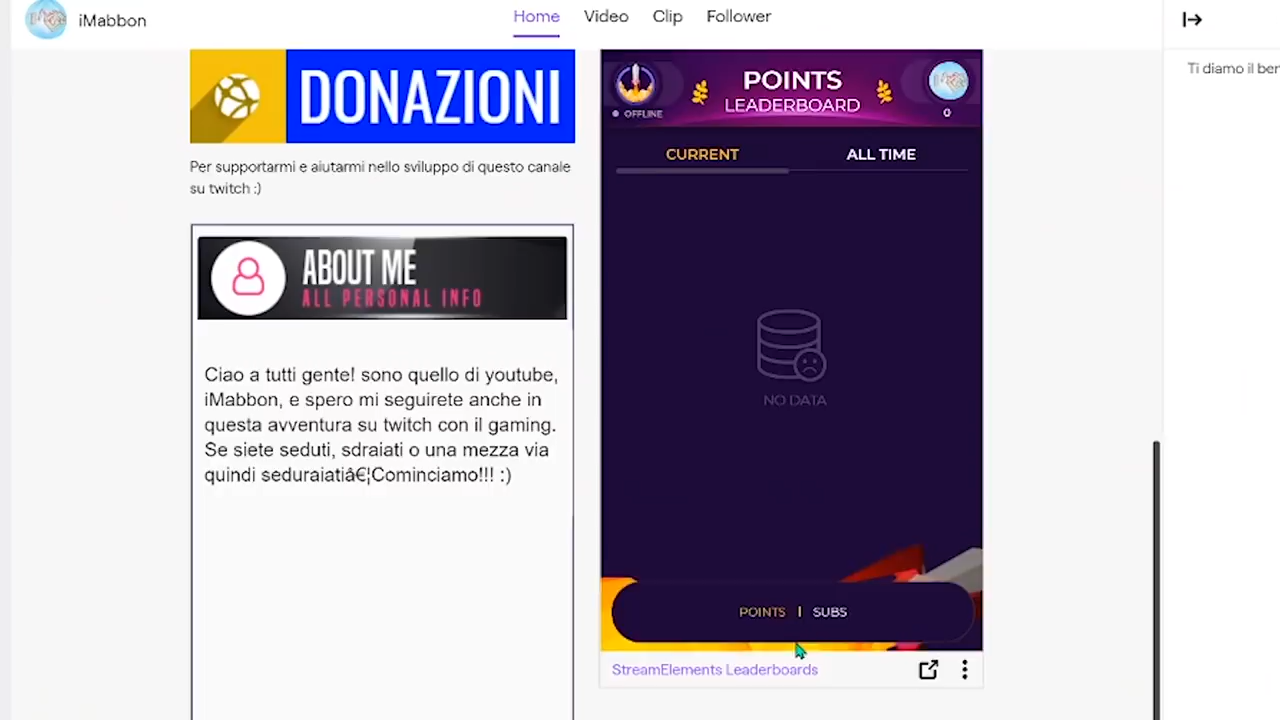 iMabbon
Home Video Clip Follower
Ti diamo il ber
DONAZIONI
Per supportarmi e aiutarmi nello sviluppo di questo canale
su twitch :)
ABOUT ME
ALL PERSONAL INFO
Ciao a tutti gente! sono quello di youtube,
iMabbon, e spero mi seguirete anche in
questa avventura su twitch con il gaming.
Se siete seduti, sdraiati o una mezza via
quindi seduraiatiâ€¦Cominciamo!!! :)
POINTS
LEADERBOARD
OFFLINE
0
CURRENT ALL TIME
NO DATA
POINTS | SUBS
StreamElements Leaderboards